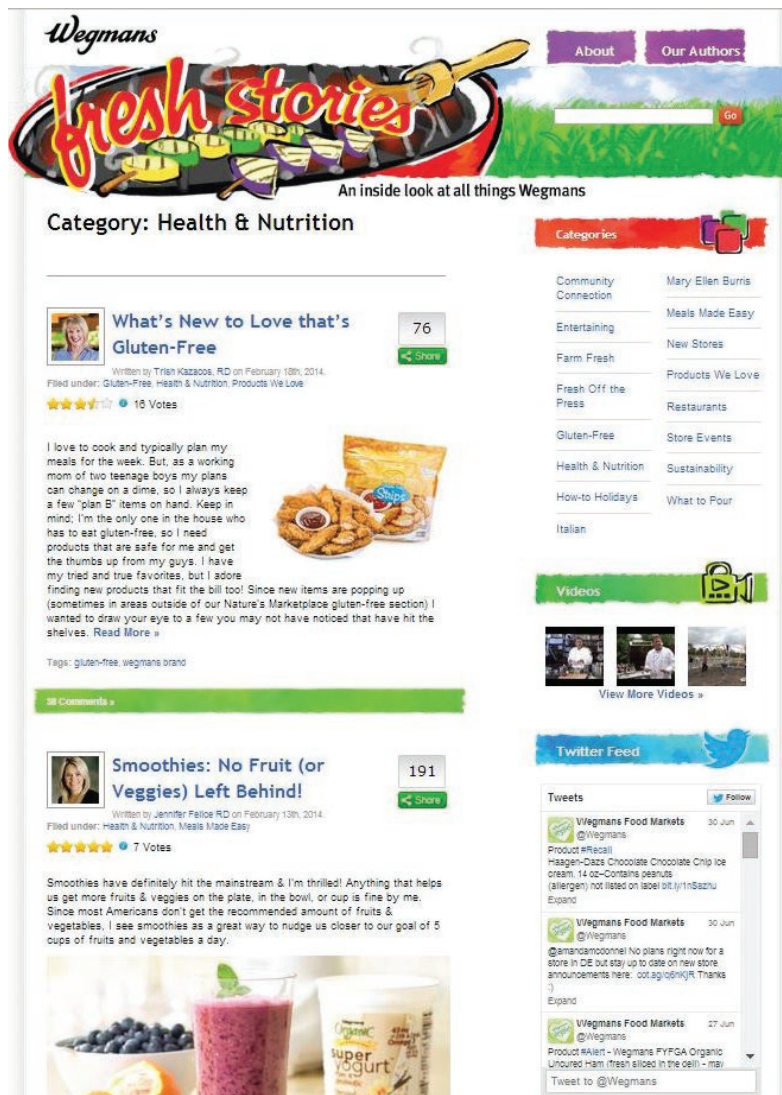 Wegmans
fresh stories
About
Our Authors
Go
An inside look at all things Wegmans
Category: Health & Nutrition
What's New to Love that's
Gluten-Free
Written by Trish Kazacos, RD on February 18th, 2014.
Filed under: Gluten-Free, Health & Nutrition, Products We Love
16 Votes
76
Share
I love to cook and typically plan my
meals for the week. But, as a working
mom of two teenage boys my plans
can change on a dime, so I always keep
a few "plan B" items on hand. Keep in
mind; I'm the only one in the house who
has to eat gluten-free, so I need
products that are safe for me and get
the thumbs up from my guys. I have
my tried and true favorites, but I adore
finding new products that fit the bill too! Since new items are popping up
(sometimes in areas outside of our Nature's Marketplace gluten-free section) I
wanted to draw your eye to a few you may not have noticed that have hit the
shelves. Read More »
Strips
Tags: gluten-free, wegmans brand
38 Comments »
Smoothies: No Fruit (or
Veggies) Left Behind!
Written by Jennifer Felice RD on February 13th, 2014.
Filed under: Health & Nutrition, Meals Made Easy
7 Votes
191
Share
Smoothies have definitely hit the mainstream & I'm thrilled! Anything that helps
us get more fruits & veggies on the plate, in the bowl, or cup is fine by me.
Since most Americans don't get the recommended amount of fruits &
vegetables, I see smoothies as a great way to nudge us closer to our goal of 5
cups of fruits and vegetables a day.
Organic
super
yogurt
Categories
Community
Connection
Entertaining
Farm Fresh
Fresh Off the
Press
Gluten-Free
Health & Nutrition
How-to Holidays
Italian
Mary Ellen Burris
Meals Made Easy
New Stores
Products We Love
Restaurants
Store Events
Sustainability
What to Pour
Videos
View More Videos »
Twitter Feed
Tweets
Follow
Wegmans Food Markets 30 Jun
@Wegmans
Product #Recall
Haagen-Dazs Chocolate Chocolate Chip ice
cream, 14 oz–Contains peanuts
(allergen) not listed on label bit.ly/1nSazhu
Expand
Wegmans Food Markets 30 Jun
@Wegmans
@amandamcdonnel No plans right now for a
store in DE but stay up to date on new store
announcements here: cot.ag/q6hKjR Thanks
:)
Expand
Wegmans Food Markets 27 Jun
@Wegmans
Product #Alert - Wegmans FYFGA Organic
Uncured Ham (fresh sliced in the deli) - may
Tweet to @Wegmans